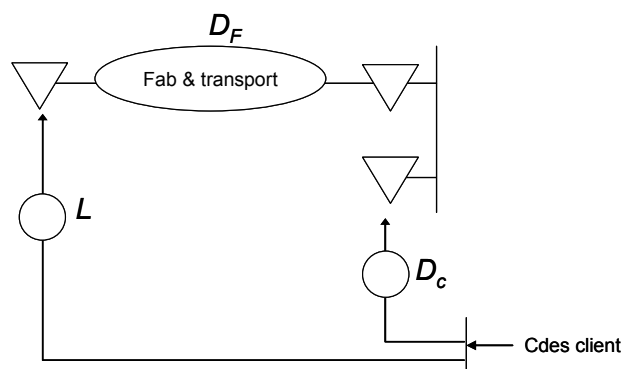 D_F
Fab & transport
L
D_c
Cdes client